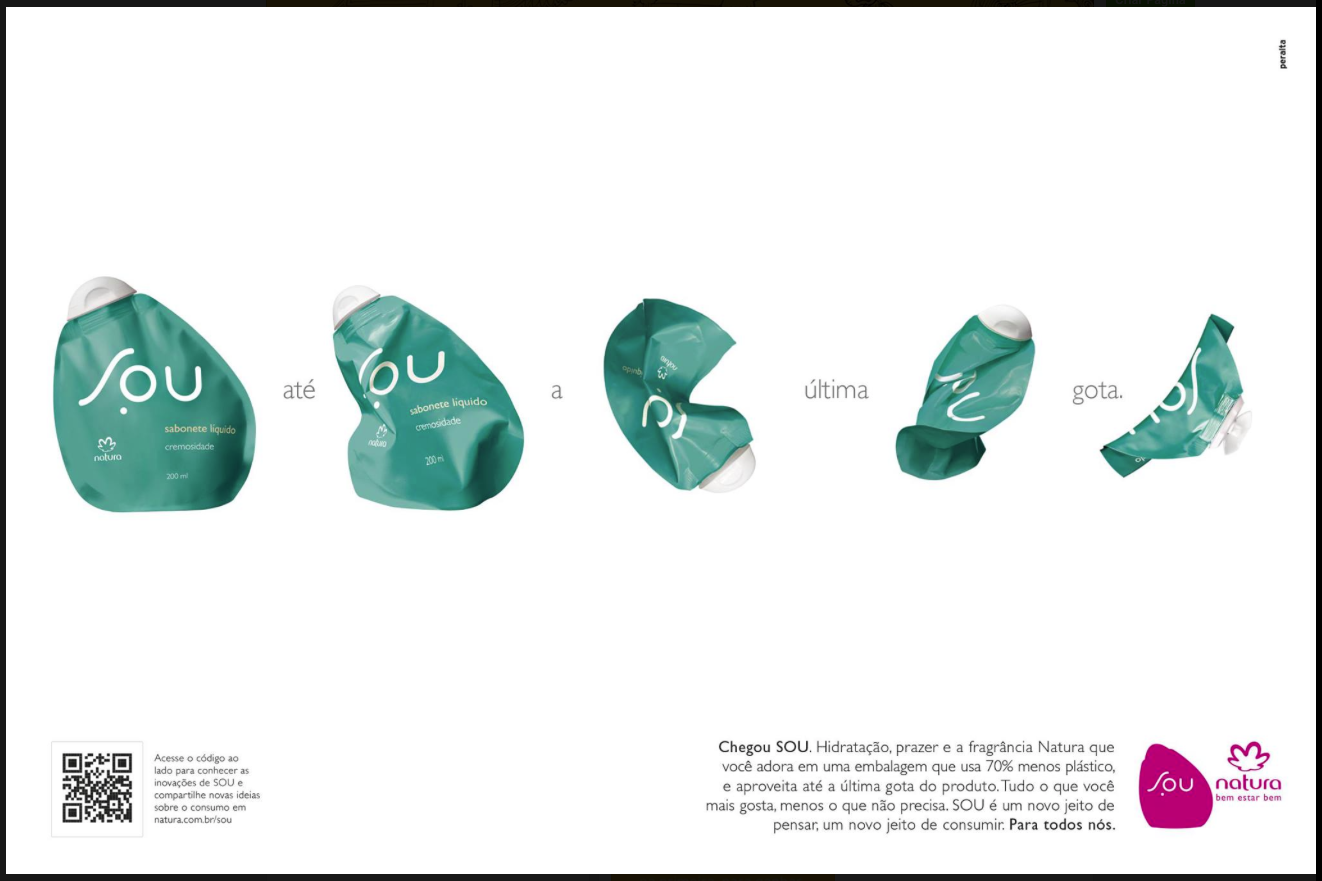 peralta
SOU
sabonete líquido
cremosidade
natura
200 ml
até
SOU
sabonete líquido
cremosidade
natura
200 ml
a
natura
última
gota.
Acesse o código ao
lado para conhecer as
inovações de SOU e
compartilhe novas ideias
sobre o consumo em
natura.com.br/sou
Chegou SOU. Hidratação, prazer e a fragrância Natura que
você adora em uma embalagem que usa 70% menos plástico,
e aproveita até a última gota do produto. Tudo o que você
mais gosta, menos o que não precisa. SOU é um novo jeito de
pensar, um novo jeito de consumir. Para todos nós.
SOU
natura
bem estar bem